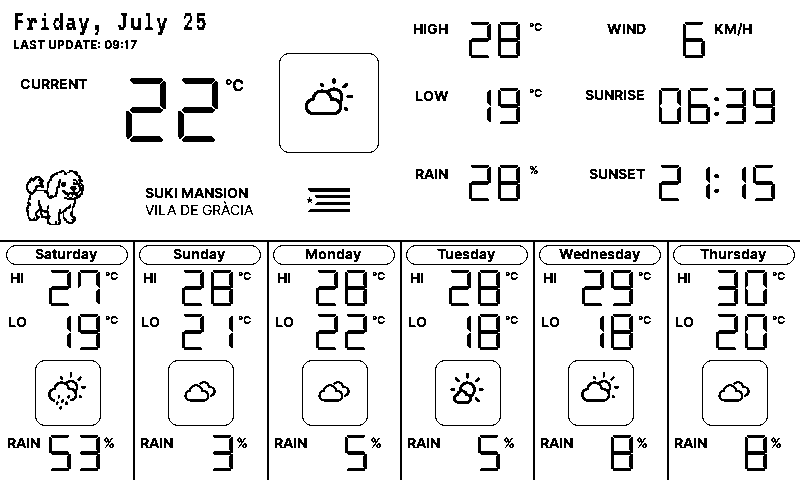 Friday, July 25
LAST UPDATE: 09:17
CURRENT 22 °C
SUKI MANSION
VILA DE GRÀCIA
HIGH 28 °C
LOW 19 °C
RAIN 28 %
WIND 6 KM/H
SUNRISE 06:39
SUNSET 21:15
Saturday
HI 27 °C
LO 19 °C
RAIN 53 %
Sunday
HI 28 °C
LO 21 °C
RAIN 3 %
Monday
HI 28 °C
LO 22 °C
RAIN 5 %
Tuesday
HI 28 °C
LO 18 °C
RAIN 5 %
Wednesday
HI 29 °C
LO 18 °C
RAIN 8 %
Thursday
HI 30 °C
LO 20 °C
RAIN 8 %